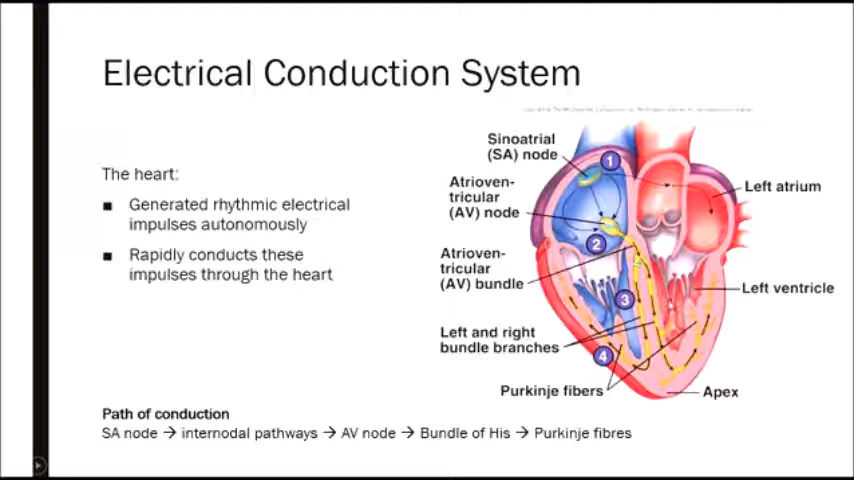 Electrical Conduction System
The heart:
■ Generated rhythmic electrical
impulses autonomously
■ Rapidly conducts these
impulses through the heart
Sinoatrial
(SA) node
Atrioven-
tricular
(AV) node
Atrioven-
tricular
(AV) bundle
Left and right
bundle branches
Purkinje fibers
1
2
3
4
Left atrium
Left ventricle
Apex
Path of conduction
SA node → internodal pathways → AV node → Bundle of His → Purkinje fibres